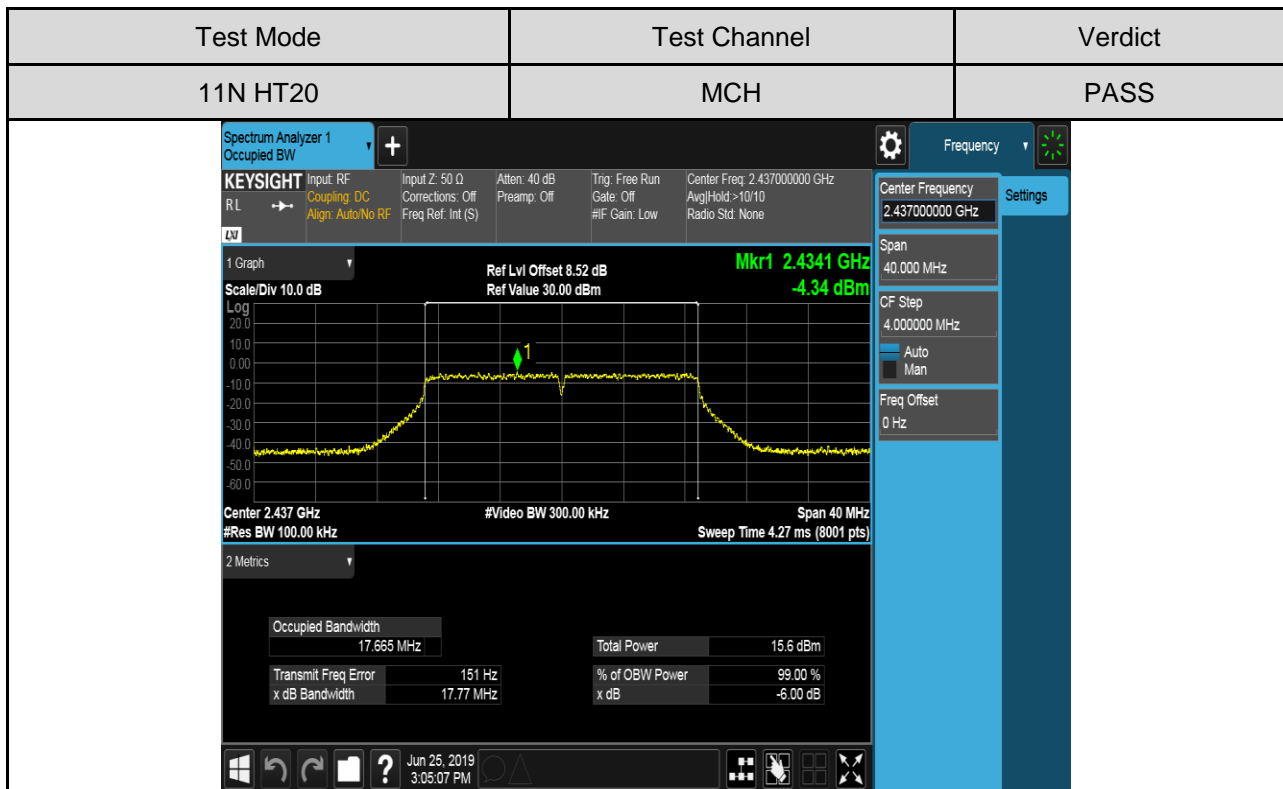 Test Mode Test Channel Verdict
11N HT20 MCH PASS
Spectrum Analyzer 1
Occupied BW
+
Frequency
KEYSIGHT
RL
LXI
Input: RF
Coupling: DC
Align: Auto/No RF
Input Z: 50 Ω
Corrections: Off
Freq Ref: Int (S)
Atten: 40 dB
Preamp: Off
Trig: Free Run
Gate: Off
#IF Gain: Low
Center Freq: 2.437000000 GHz
Avg|Hold:>10/10
Radio Std: None
Center Frequency
2.437000000 GHz
Settings
Span
40.000 MHz
CF Step
4.000000 MHz
Auto
Man
Freq Offset
0 Hz
1 Graph
Scale/Div 10.0 dB
Ref Lvl Offset 8.52 dB
Ref Value 30.00 dBm
Mkr1 2.4341 GHz
-4.34 dBm
Log
20.0
10.0
0.00
-10.0
-20.0
-30.0
-40.0
-50.0
-60.0
1
Center 2.437 GHz #Video BW 300.00 kHz Span 40 MHz
#Res BW 100.00 kHz Sweep Time 4.27 ms (8001 pts)
2 Metrics
Occupied Bandwidth
17.665 MHz
Total Power 15.6 dBm
Transmit Freq Error 151 Hz
% of OBW Power 99.00 %
x dB Bandwidth 17.77 MHz
x dB -6.00 dB
?
Jun 25, 2019
3:05:07 PM